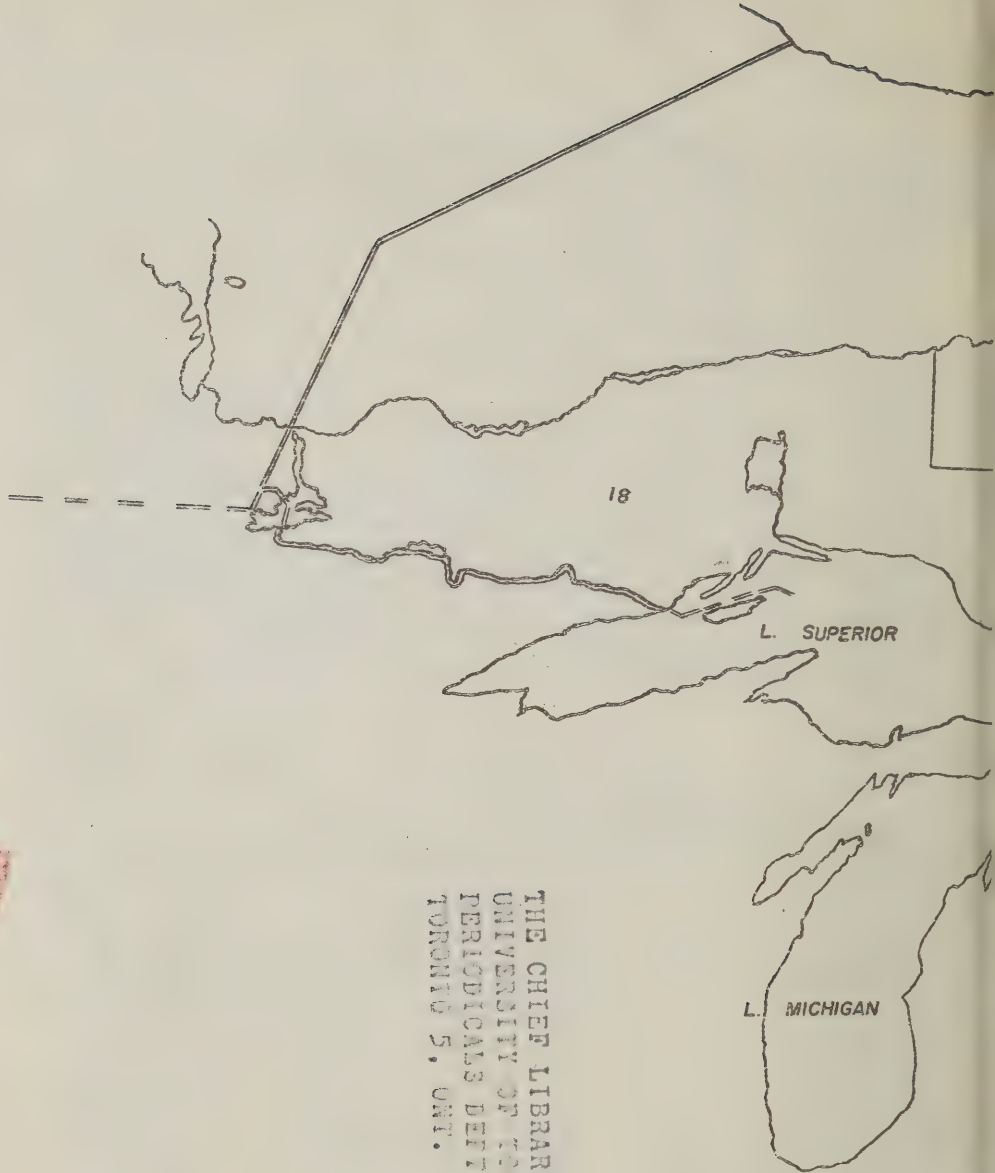 18
L. SUPERIOR
L. MICHIGAN
THE CHIEF LIBRAR
UNIVERSITY OF TO
PERIODICALS DEPT
TORONTO 5, ONT.